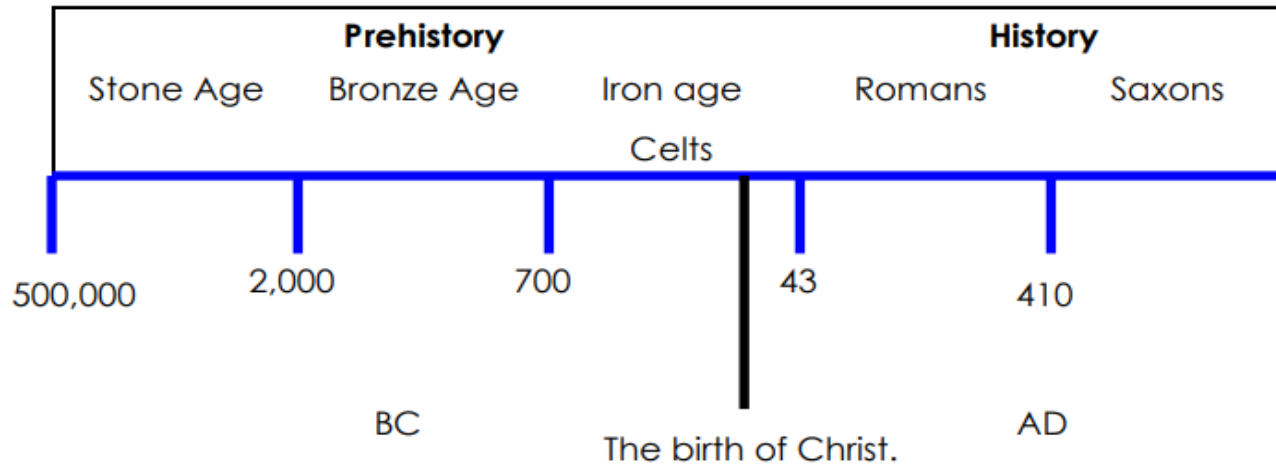 Prehistory History
Stone Age Bronze Age Iron age Romans Saxons
Celts
500,000 2,000 700 43 410
BC AD
The birth of Christ.